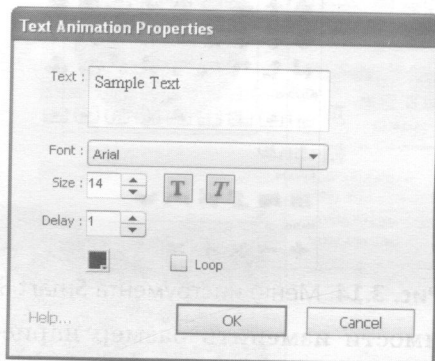 Text Animation Properties
Text : Sample Text
Font : Arial
Size : 14 T T
Delay : 1
Loop
Help... OK Cancel